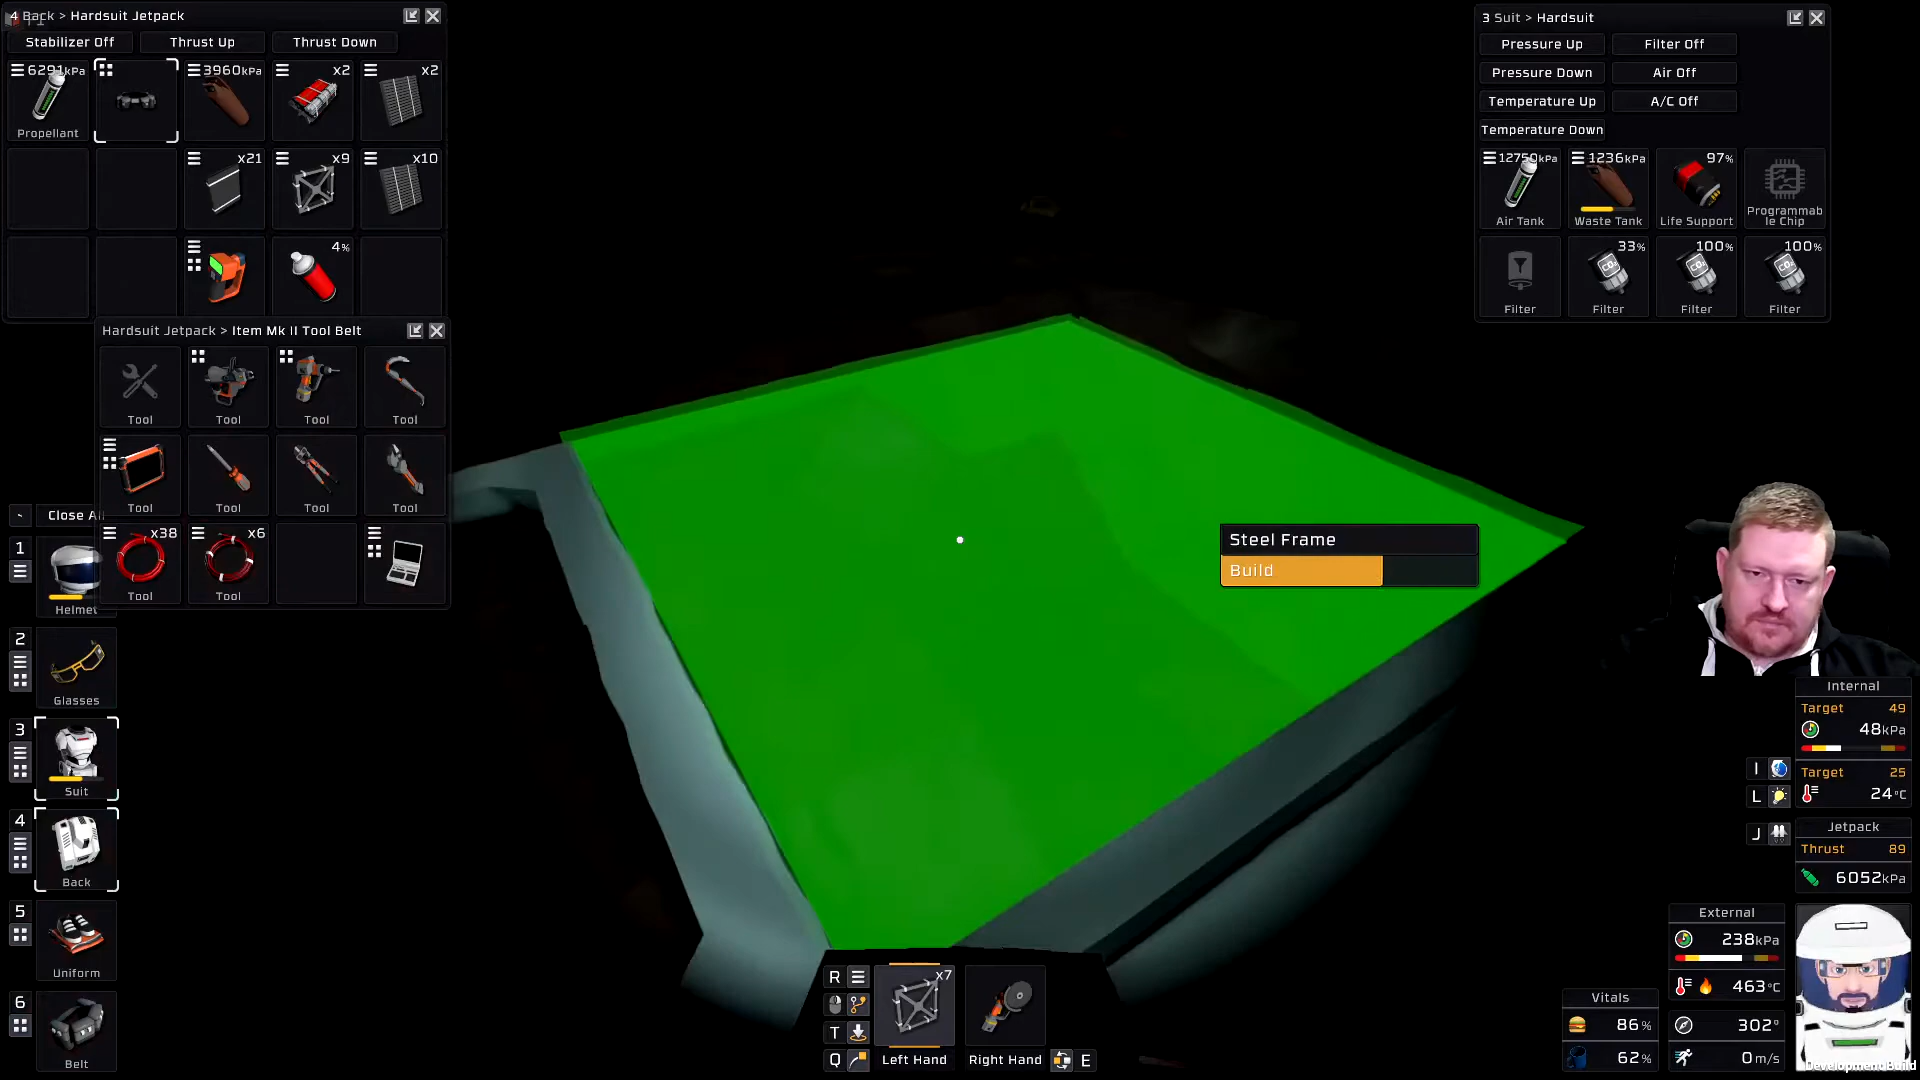 4 Back > Hardsuit Jetpack
Stabilizer Off
Thrust Up
Thrust Down
6291kPa
Propellant
3960kPa
x2
x2
x21
x9
x10
4%
Hardsuit Jetpack > Item Mk II Tool Belt
Tool
Tool
Tool
Tool
Tool
Tool
Tool
Tool
x38
Tool
x6
Tool
~ Close All
1
Helmet
2
Glasses
3
Suit
4
Back
5
Uniform
6
Belt
3 Suit > Hardsuit
Pressure Up
Filter Off
Pressure Down
Air Off
Temperature Up
A/C Off
Temperature Down
12750kPa
Air Tank
1236kPa
Waste Tank
97%
Life Support
Programmab
le Chip
Filter
33%
Filter
100%
Filter
100%
Filter
Steel Frame
Build
Internal
Target 49
48kPa
Target 25
24°C
I
L
J
Jetpack
Thrust 89
6052kPa
External
238kPa
463°C
302°
0m/s
Vitals
86%
62%
R
T
Q
x7
Left Hand
Right Hand
E
Development Build